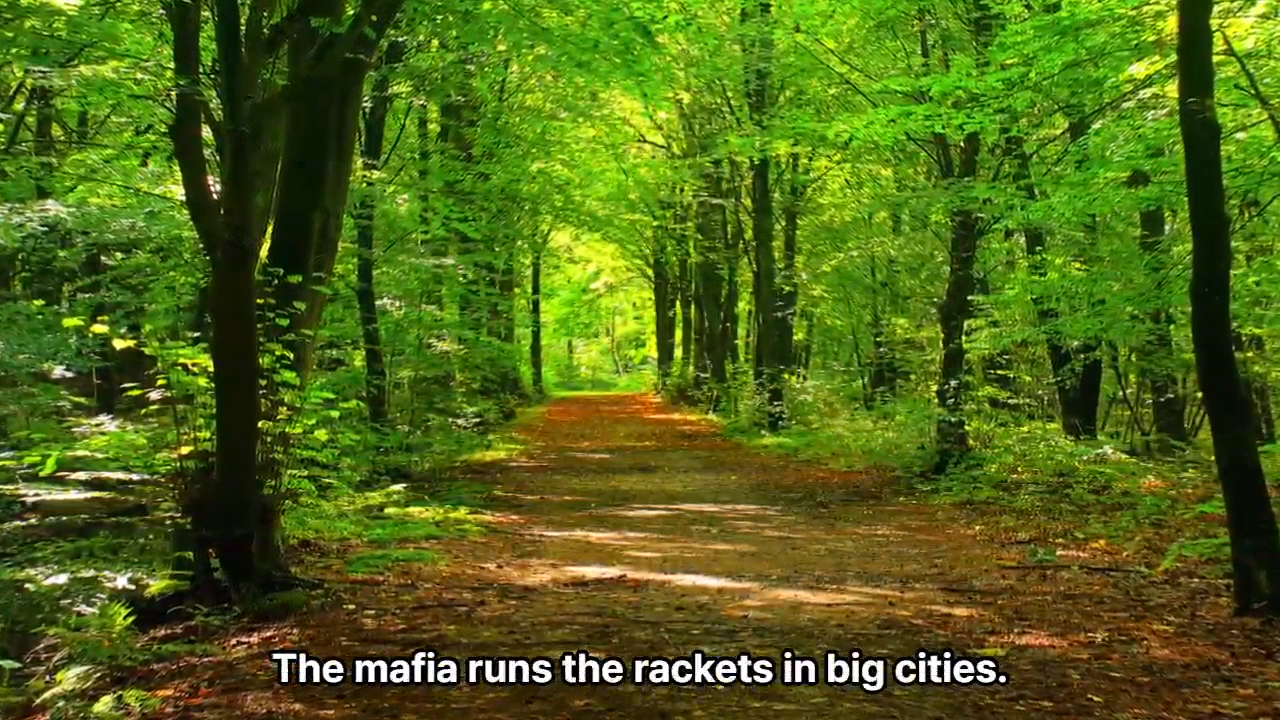 The mafia runs the rackets in big cities.